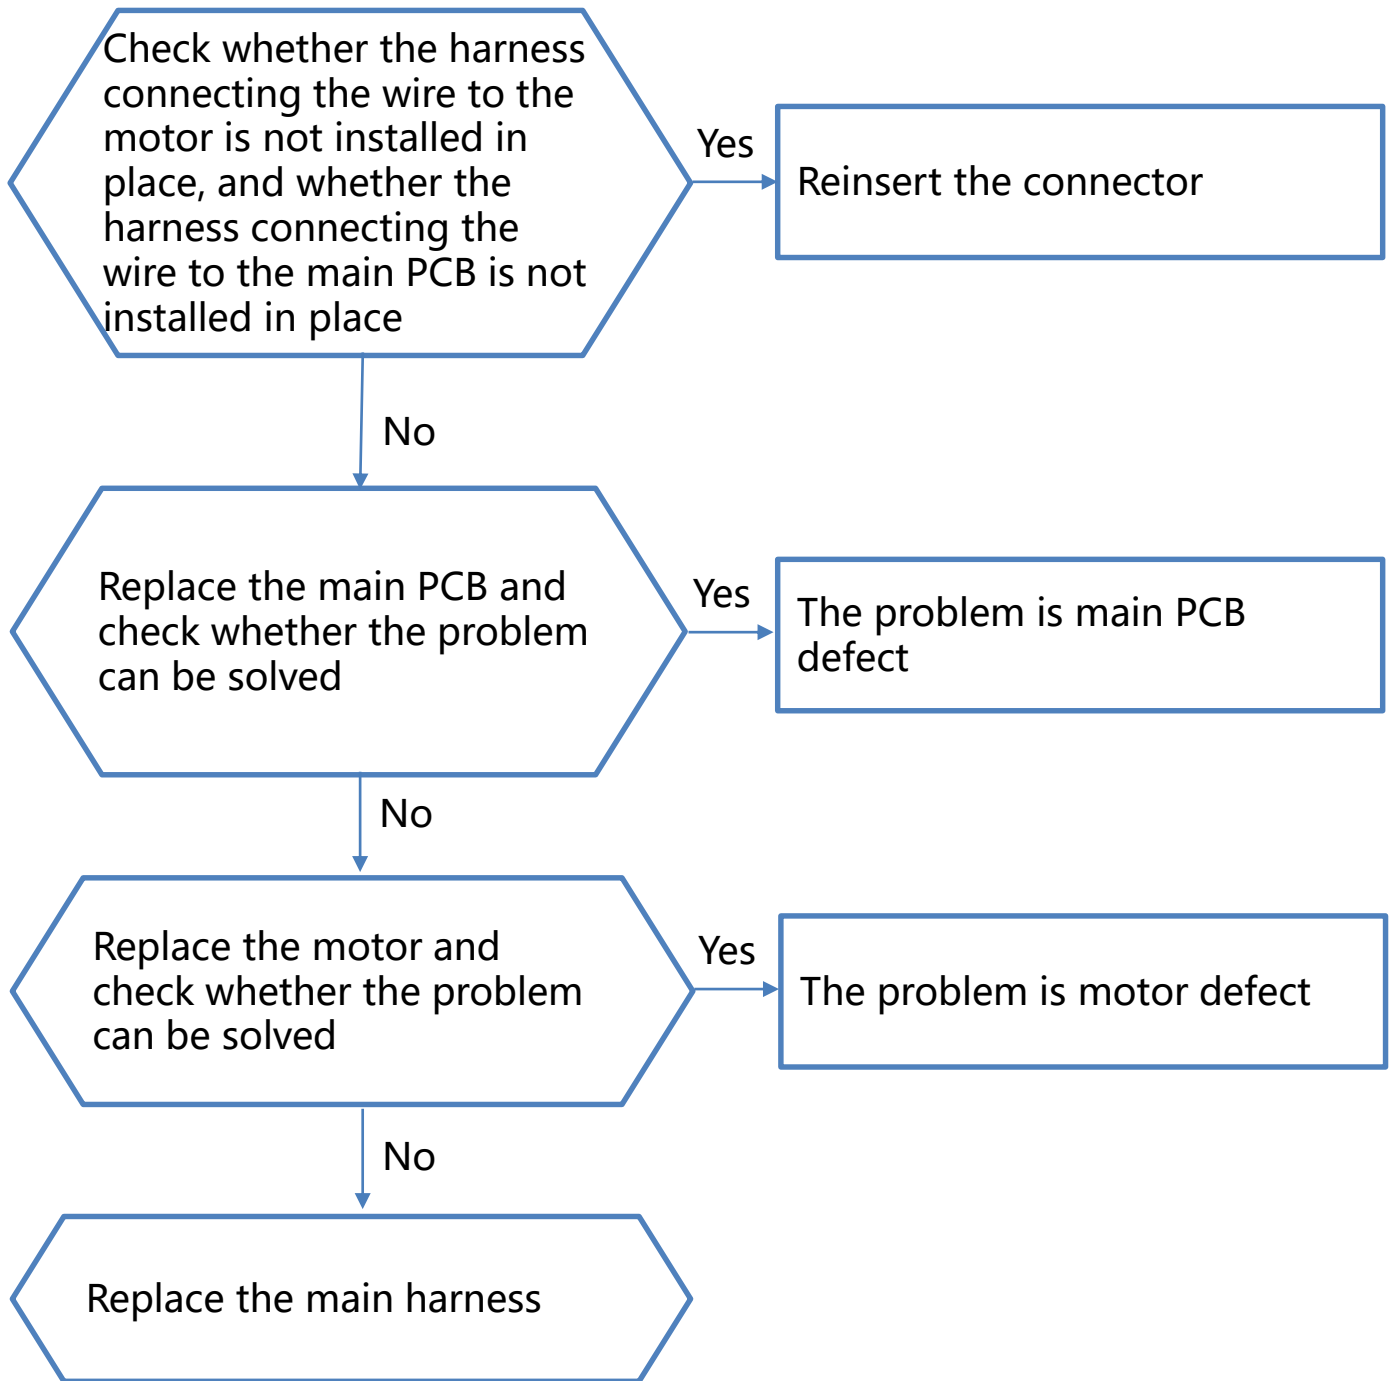 Check whether the harness
connecting the wire to the
motor is not installed in
place, and whether the
harness connecting the
wire to the main PCB is not
installed in place
Yes
Reinsert the connector
No
Replace the main PCB and
check whether the problem
can be solved
Yes
The problem is main PCB
defect
No
Replace the motor and
check whether the problem
can be solved
Yes
The problem is motor defect
No
Replace the main harness